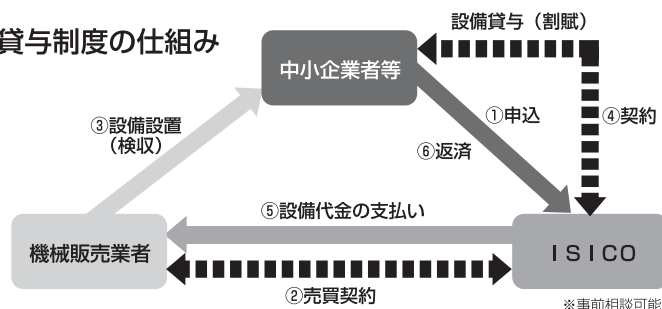 貸与制度の仕組み
設備貸与（割賦）
中小企業者等
③設備設置
（検収）
①申込
④契約
⑥返済
⑤設備代金の支払い
機械販売業者
ＩＳＩＣＯ
②売買契約
※事前相談可能